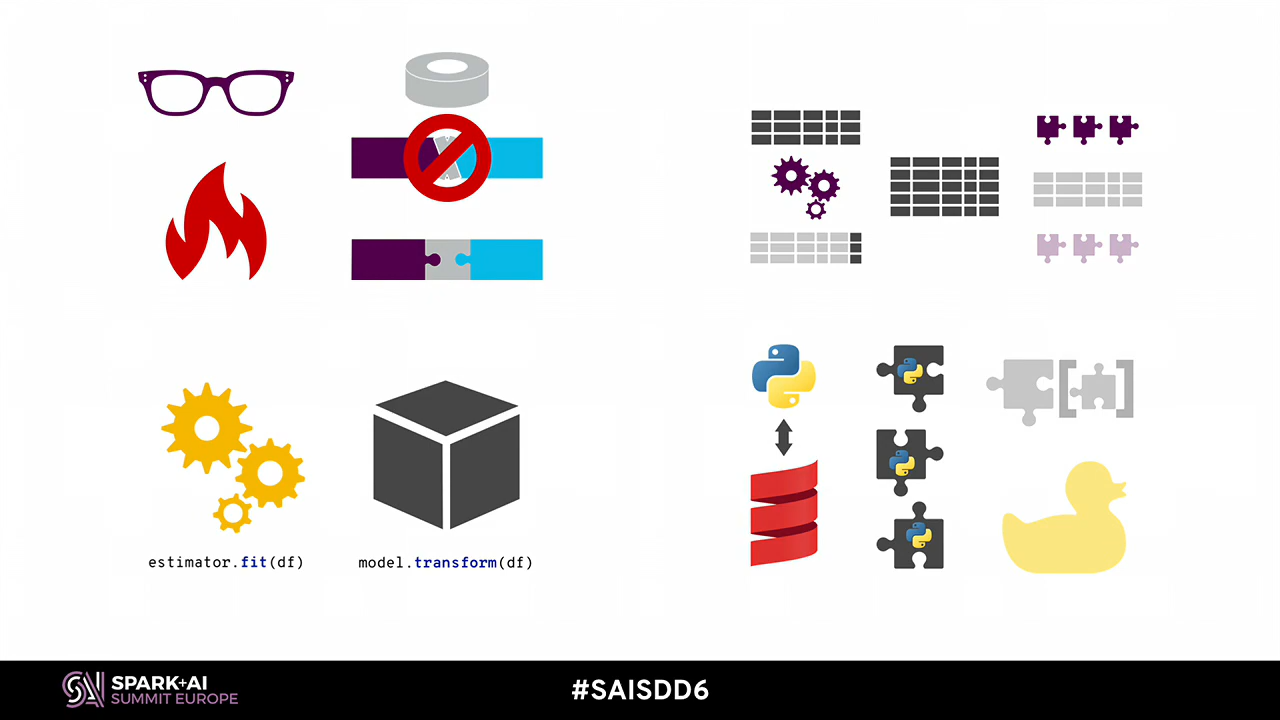 estimator.fit(df)
model.transform(df)
SPARK+AI
SUMMIT EUROPE
#SAISDD6